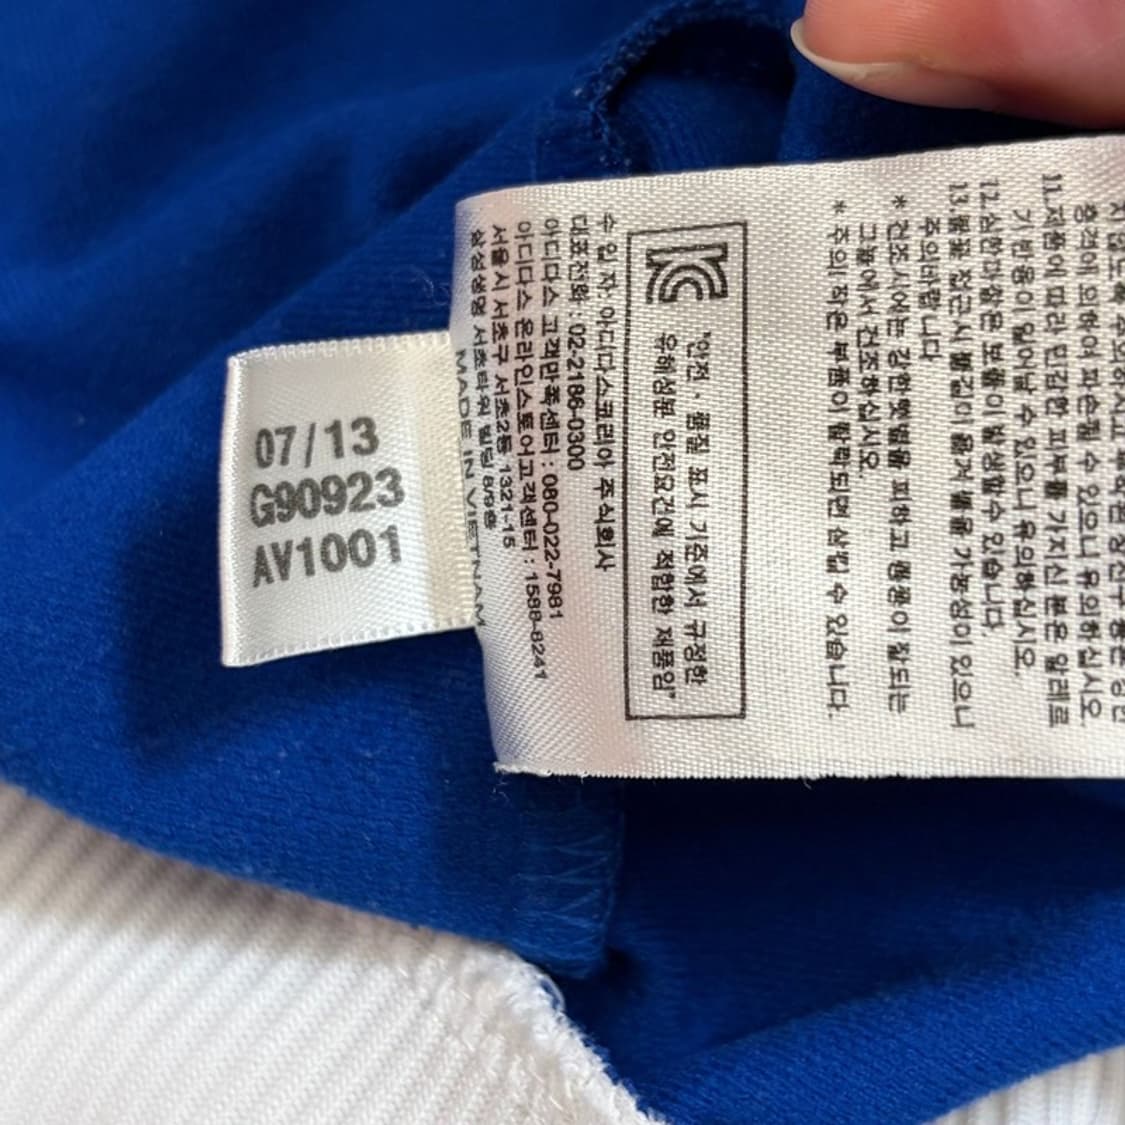 07/13
G90923
AV1001
11.지퍼에 따라 민감한 피부를 가지신 분은 알레르
기 반응이 일어날 수 있으니 유의하십시오.
12.심한 마찰은 보풀이 발생할 수 있습니다.
13.불꽃 접근시 불길이 옮겨 붙을 가능성이 있으니
주의바랍니다
*건조시에는 강한 햇볕을 피하고 통풍이 잘되는
그늘에서 건조하십시오.
*주의:작은 부품이 탈락되면 삼킬 수 있습니다.
KC
"안전·품질 표시 기준에서 규정한
유해성분 안전요건에 적합한 제품임"
수입자:아디다스코리아 주식회사
대표전화:02-2186-0300
아디다스 고객만족센터:080-022-7981
아디다스 온라인스토어고객센터:1588-8241
서울시 서초구 서초2동 1321-15
삼성생명 서초타워 빌딩 8/9층
MADE IN VIETNAM